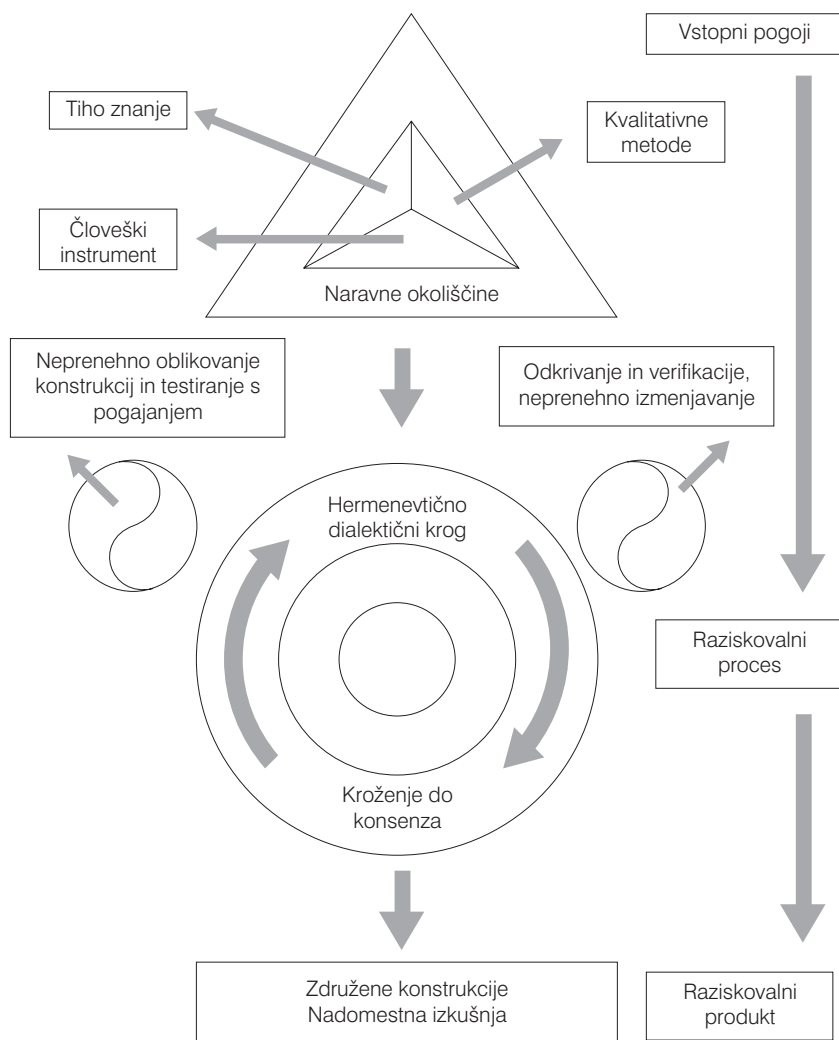 Vstopni pogoji
Tiho znanje
Kvalitativne
metode
Človeški
instrument
Naravne okoliščine
Neprenehno oblikovanje
konstrukcij in testiranje s
pogajanjem
Odkrivanje in verifikacije,
neprenehno izmenjavanje
Hermenevtično
dialektični krog
Raziskovalni
proces
Kroženje do
konsenza
Združene konstrukcije
Nadomestna izkušnja
Raziskovalni
produkt